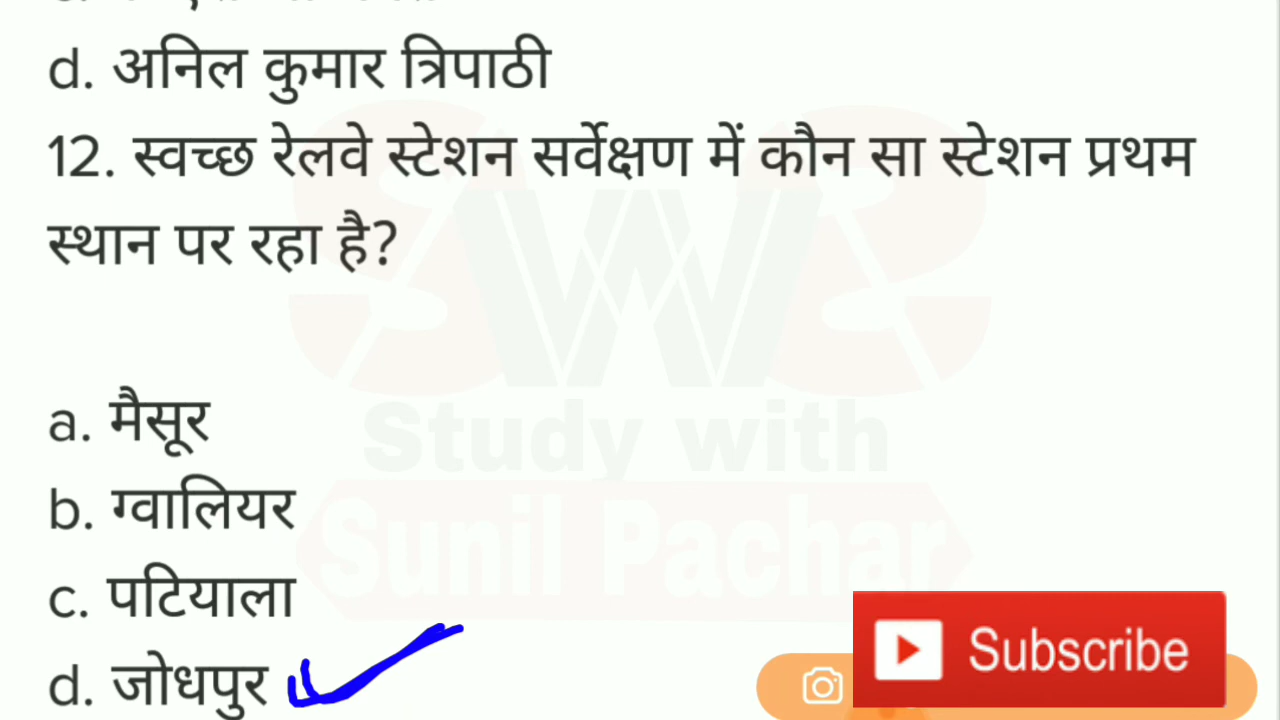 d. अनिल कुमार त्रिपाठी
12. स्वच्छ रेलवे स्टेशन सर्वेक्षण में कौन सा स्टेशन प्रथम
स्थान पर रहा है?
a. मैसूर
b. ग्वालियर
c. पटियाला
d. जोधपुर
Study with
Sunil Pachar
Subscribe